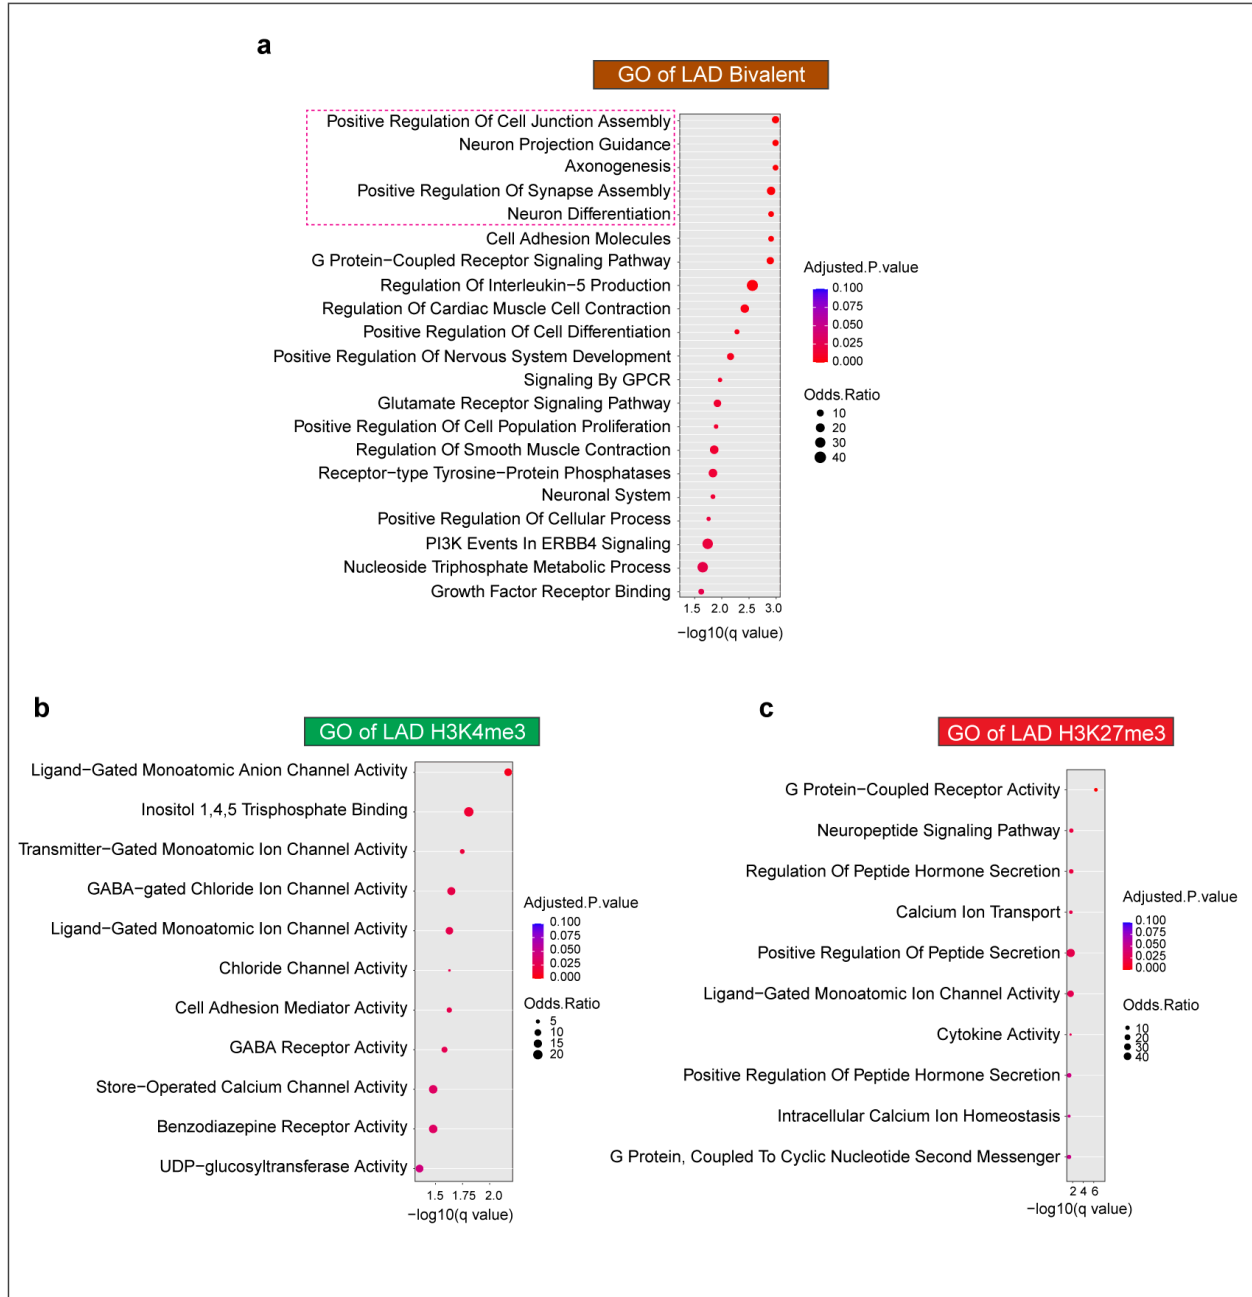 a
GO of LAD Bivalent
Positive Regulation Of Cell Junction Assembly
Neuron Projection Guidance
Axonogenesis
Positive Regulation Of Synapse Assembly
Neuron Differentiation
Cell Adhesion Molecules
G Protein−Coupled Receptor Signaling Pathway
Regulation Of Interleukin−5 Production
Regulation Of Cardiac Muscle Cell Contraction
Positive Regulation Of Cell Differentiation
Positive Regulation Of Nervous System Development
Signaling By GPCR
Glutamate Receptor Signaling Pathway
Positive Regulation Of Cell Population Proliferation
Regulation Of Smooth Muscle Contraction
Receptor−type Tyrosine−Protein Phosphatases
Neuronal System
Positive Regulation Of Cellular Process
PI3K Events In ERBB4 Signaling
Nucleoside Triphosphate Metabolic Process
Growth Factor Receptor Binding
1.5 2.0 2.5 3.0
−log10(q value)
Adjusted.P.value
0.100
0.075
0.050
0.025
0.000
Odds.Ratio
10
20
30
40
b
GO of LAD H3K4me3
Ligand−Gated Monoatomic Anion Channel Activity
Inositol 1,4,5 Trisphosphate Binding
Transmitter−Gated Monoatomic Ion Channel Activity
GABA−gated Chloride Ion Channel Activity
Ligand−Gated Monoatomic Ion Channel Activity
Chloride Channel Activity
Cell Adhesion Mediator Activity
GABA Receptor Activity
Store−Operated Calcium Channel Activity
Benzodiazepine Receptor Activity
UDP−glucosyltransferase Activity
1.5 1.75 2.0
−log10(q value)
Adjusted.P.value
0.100
0.075
0.050
0.025
0.000
Odds.Ratio
5
10
15
20
c
GO of LAD H3K27me3
G Protein−Coupled Receptor Activity
Neuropeptide Signaling Pathway
Regulation Of Peptide Hormone Secretion
Calcium Ion Transport
Positive Regulation Of Peptide Secretion
Ligand−Gated Monoatomic Ion Channel Activity
Cytokine Activity
Positive Regulation Of Peptide Hormone Secretion
Intracellular Calcium Ion Homeostasis
G Protein, Coupled To Cyclic Nucleotide Second Messenger
2 4 6
−log10(q value)
Adjusted.P.value
0.100
0.075
0.050
0.025
0.000
Odds.Ratio
10
20
30
40